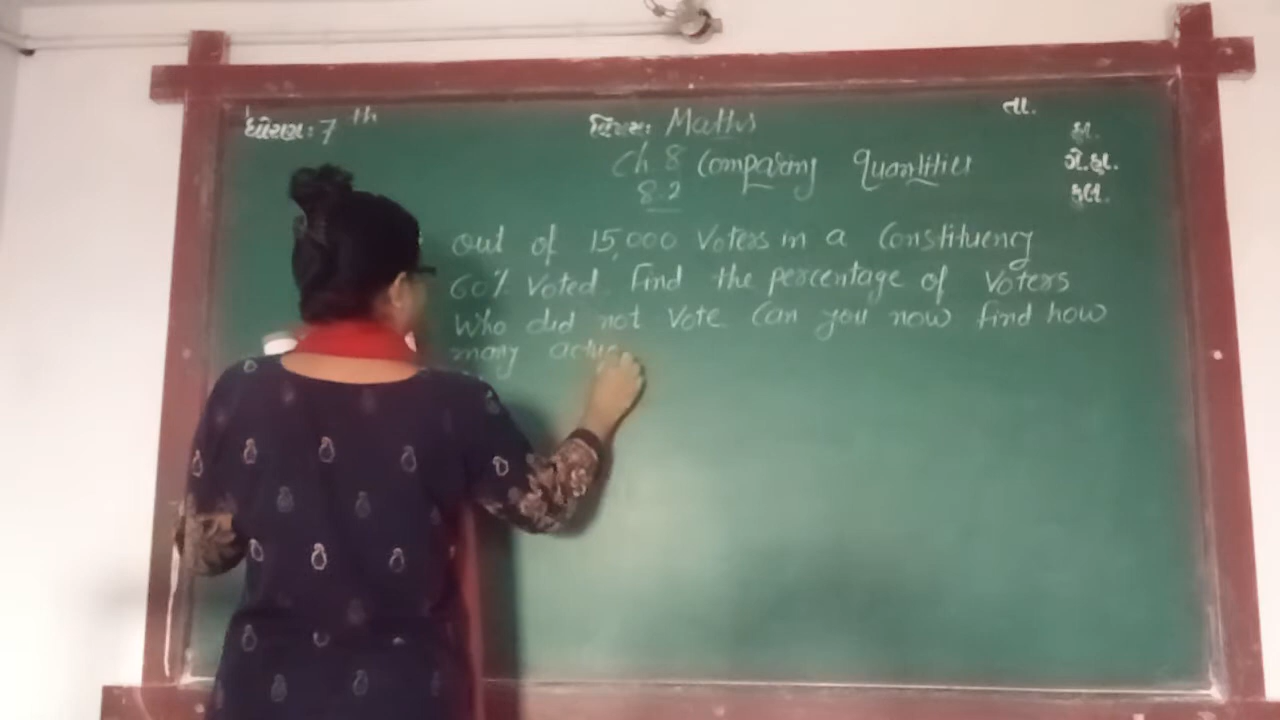 ધોરણ: 7th
વિષય: Maths
તા.
Ch 8 Comparing Quantities
8.2
હા.
ગે.હા.
કુલ.
out of 15,000 Voters in a Constituency
60% Voted. Find the percentage of Voters
Who did not Vote Can you now find how
many actu